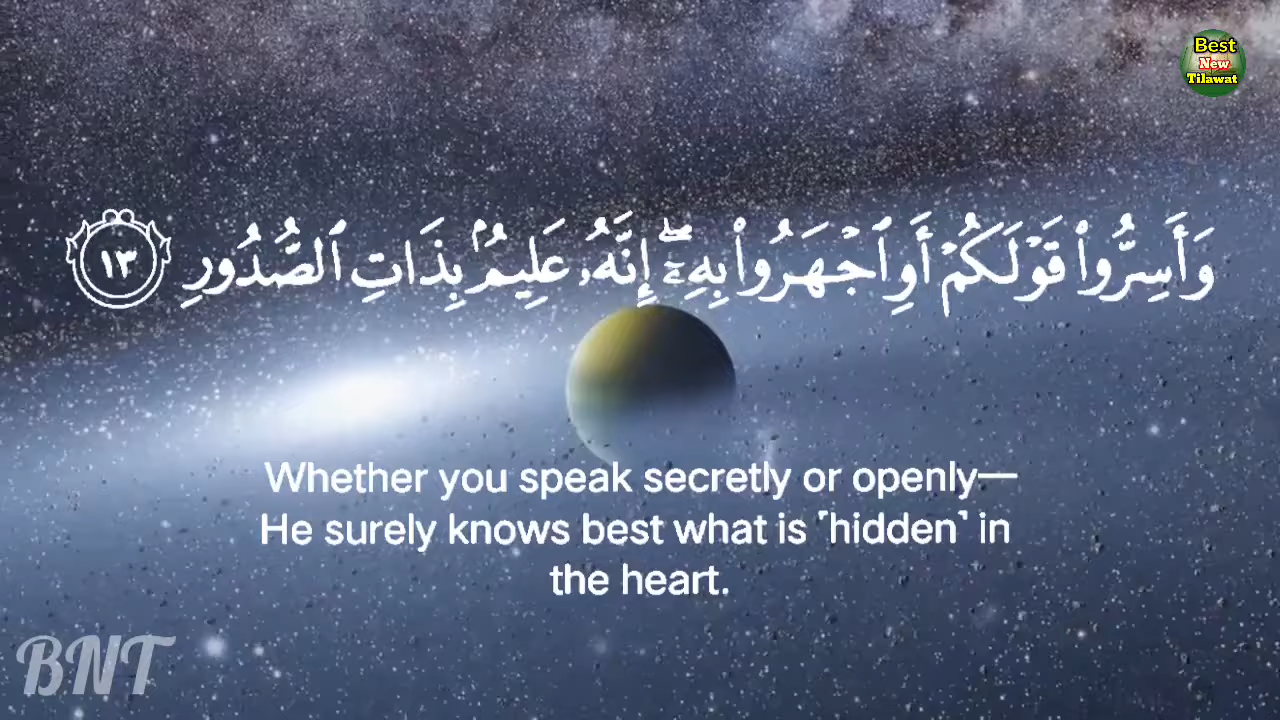 Best
New
Tilawat
وَأَسِرُّوا۟ قَوْلَكُمْ أَوِ ٱجْهَرُوا۟ بِهِۦٓ ۖ إِنَّهُۥ عَلِيمٌۢ بِذَاتِ ٱلصُّدُورِ ١٣
Whether you speak secretly or openly—
He surely knows best what is ˹hidden˺ in
the heart.
BNT